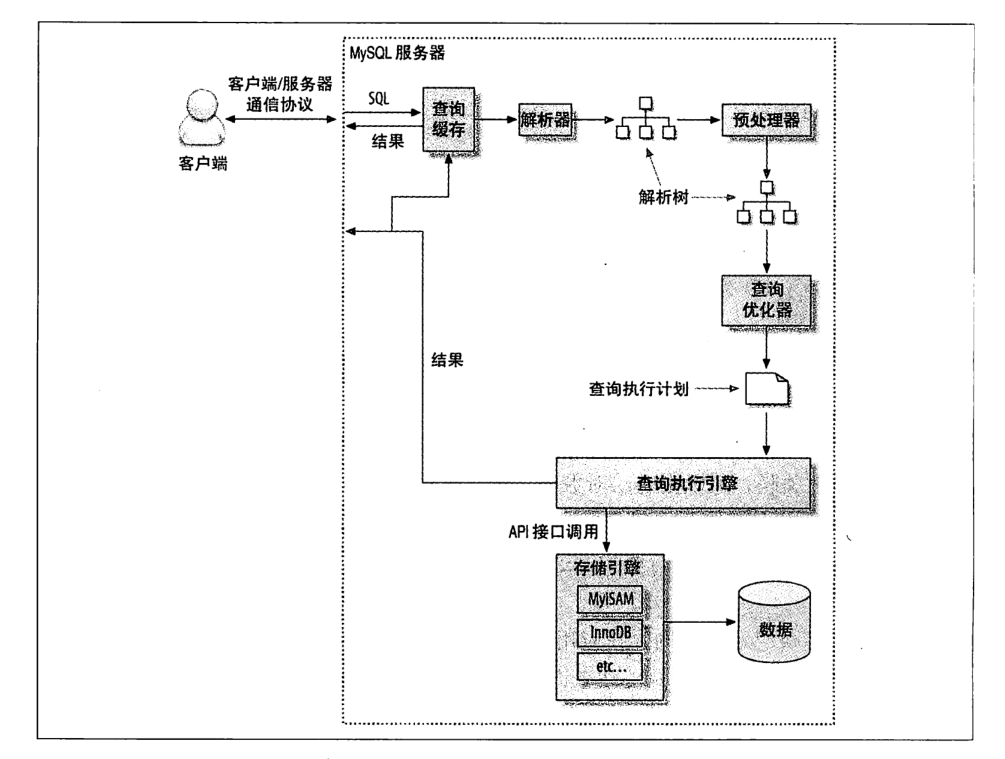 MySQL 服务器
客户端/服务器
通信协议
客户端
SQL
结果
查询
缓存
解析器
预处理器
解析树
查询
优化器
结果
查询执行计划
查询执行引擎
API 接口调用
存储引擎
MyISAM
InnoDB
etc...
数据